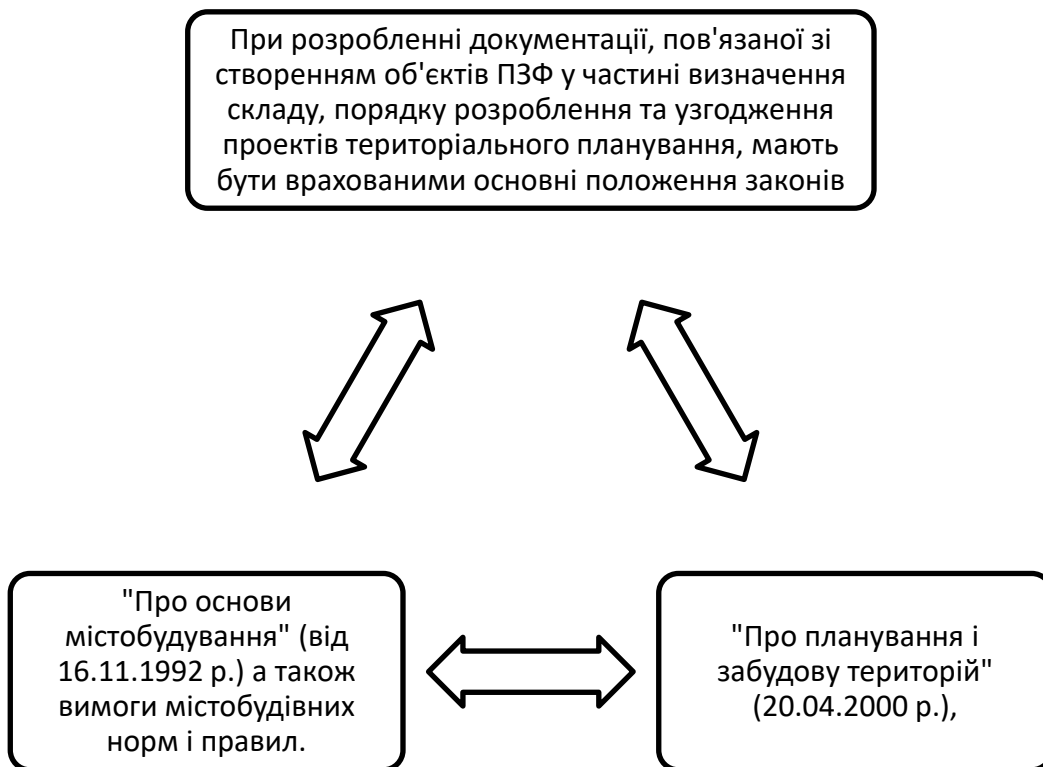 При розробленні документації, пов'язаної зі
створенням об'єктів ПЗФ у частині визначення
складу, порядку розроблення та узгодження
проектів територіального планування, мають
бути врахованими основні положення законів
"Про основи
містобудування" (від
16.11.1992 р.) а також
вимоги містобудівних
норм і правил.
"Про планування і
забудову територій"
(20.04.2000 р.),